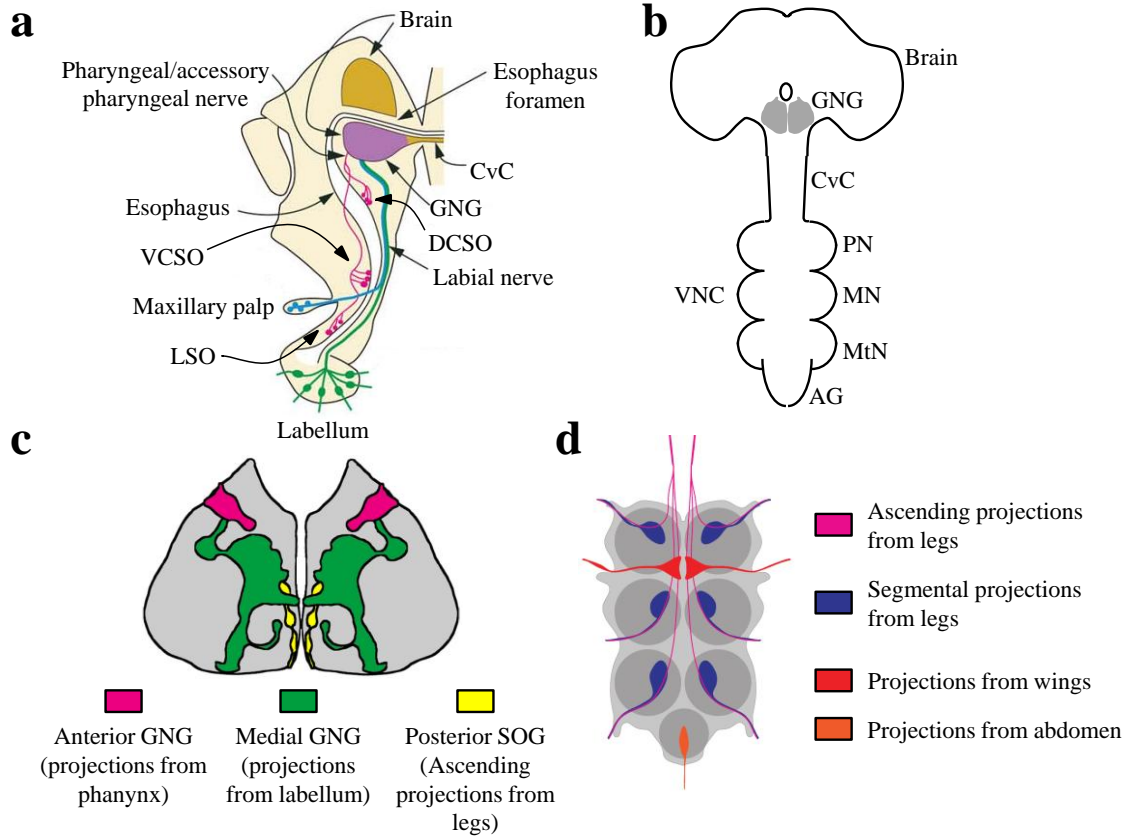 a
Brain
Pharyngeal/accessory
pharyngeal nerve
Esophagus
foramen
CvC
Esophagus
GNG
DCSO
VCSO
Labial nerve
Maxillary palp
LSO
Labellum
b
Brain
GNG
CvC
PN
VNC
MN
MtN
AG
c
Anterior GNG
(projections from
phanynx)
Medial GNG
(projections
from labellum)
Posterior SOG
(Ascending
projections from
legs)
d
Ascending projections
from legs
Segmental projections
from legs
Projections from wings
Projections from abdomen